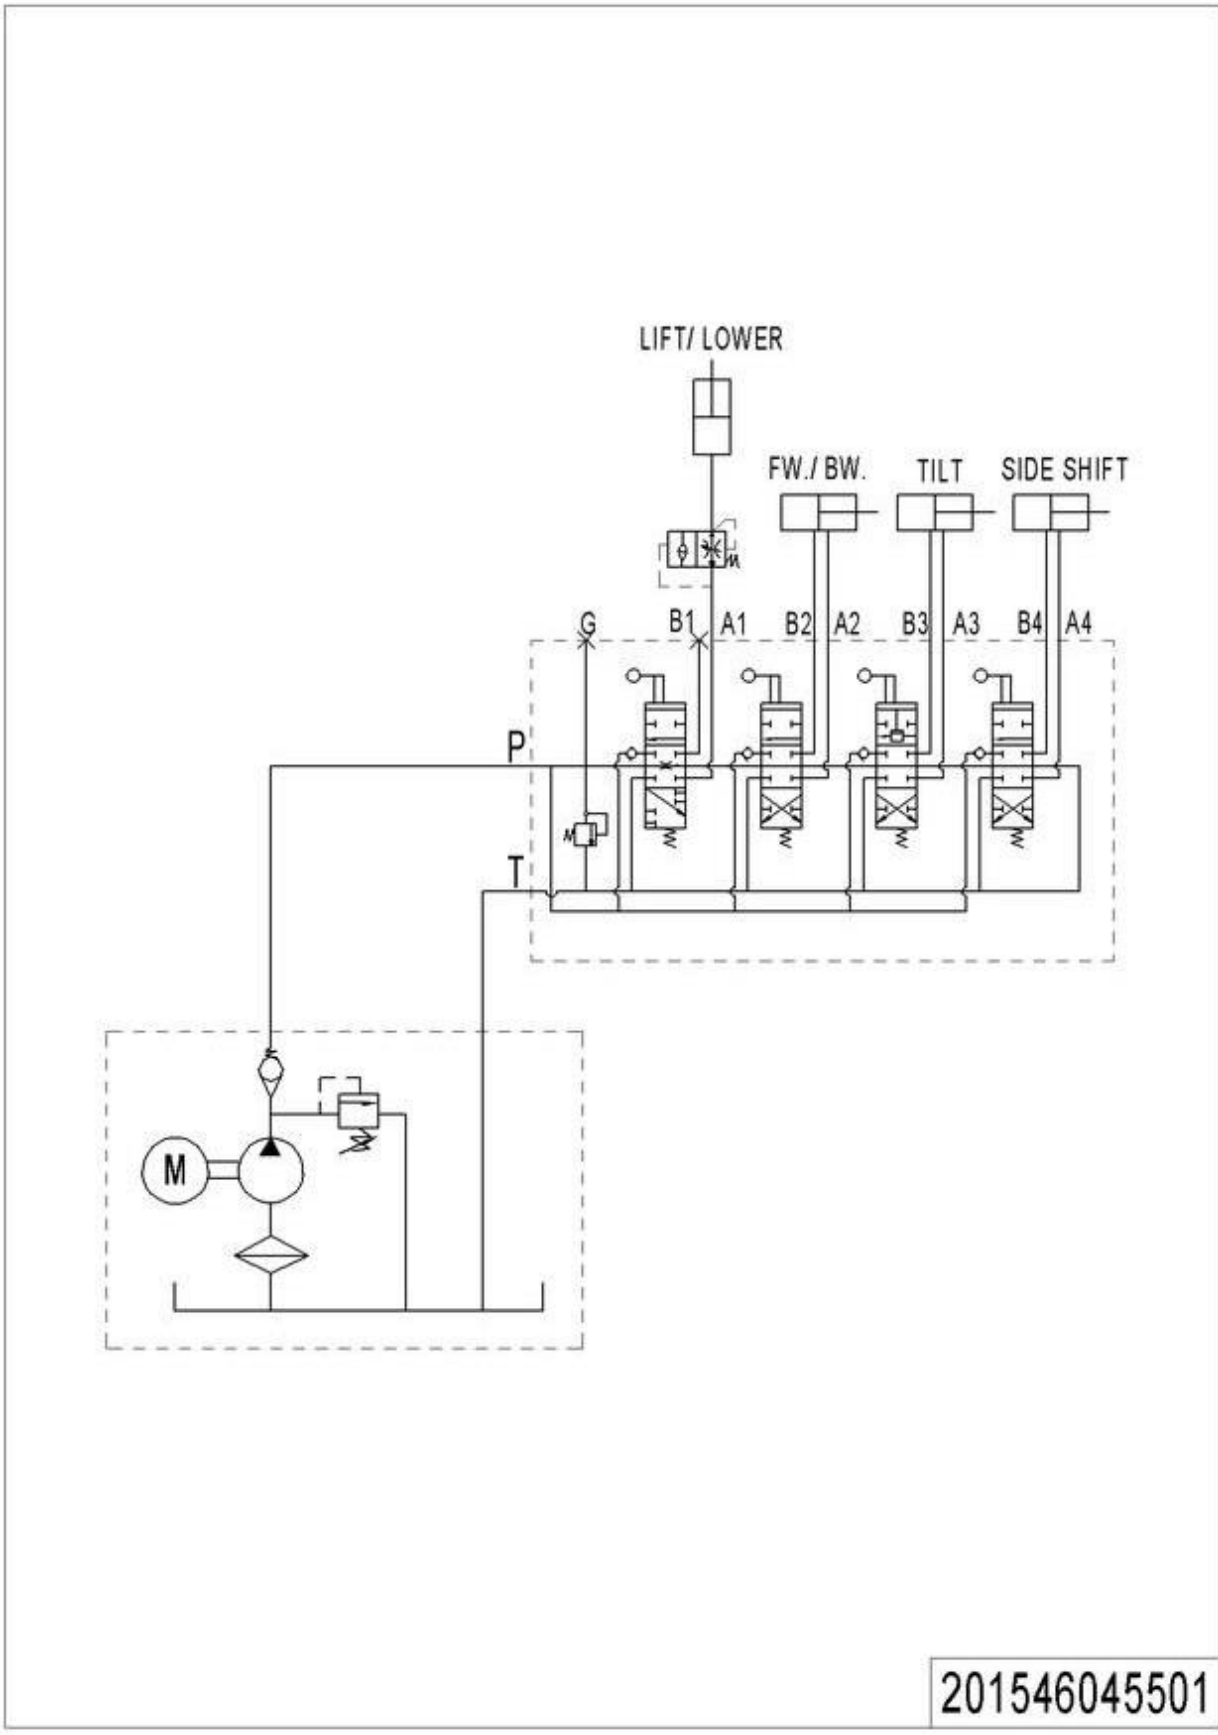 LIFT/ LOWER
FW./ BW.
TILT
SIDE SHIFT
G
B1
A1
B2
A2
B3
A3
B4
A4
P
T
M
201546045501